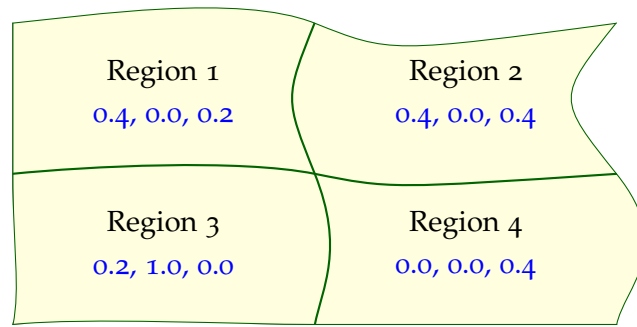 Region 1
0.4, 0.0, 0.2
Region 2
0.4, 0.0, 0.4
Region 3
0.2, 1.0, 0.0
Region 4
0.0, 0.0, 0.4